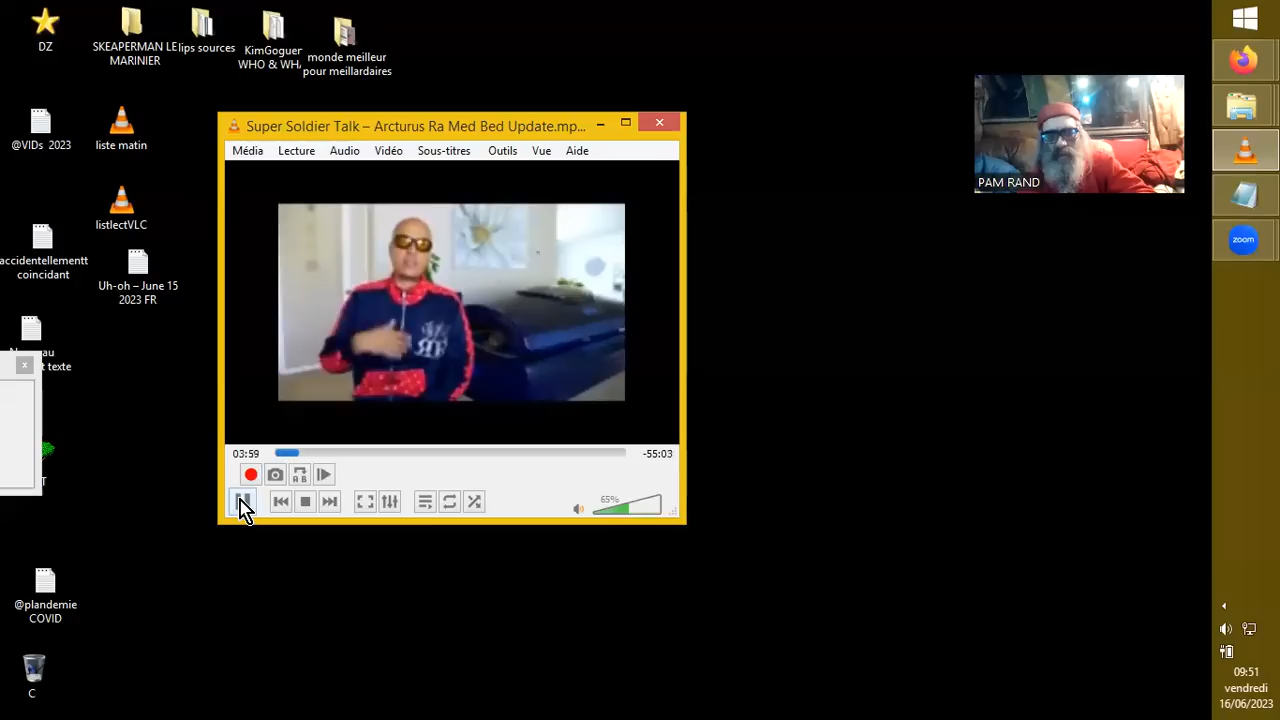 DZ
SKEAPERMAN LE
MARINIER
lips sources
KimGoguer
WHO & WHA
monde meilleur
pour meillardaires
@VIDs 2023
liste matin
listlectVLC
accidentellementt
coincidant
Uh-oh – June 15
2023 FR
t texte
@plandemie
COVID
C
Super Soldier Talk – Arcturus Ra Med Bed Update.mp...
Média Lecture Audio Vidéo Sous-titres Outils Vue Aide
03:59
-55:03
A B
65%
PAM RAND
zoom
09:51
vendredi
16/06/2023